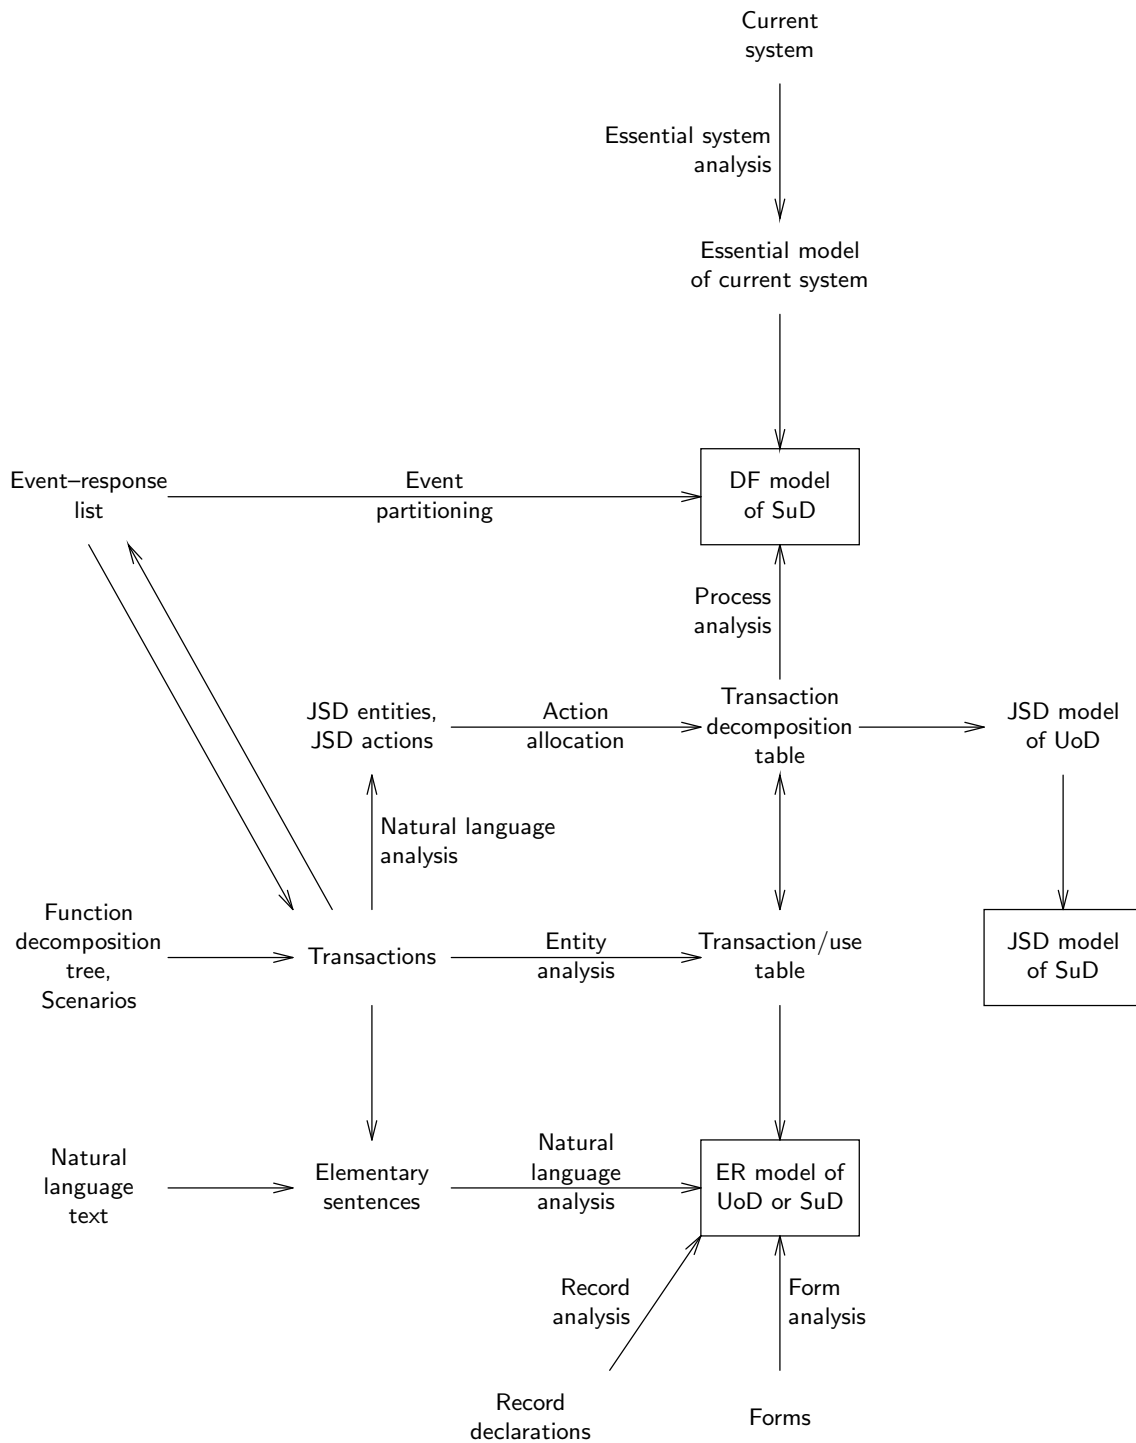 Current
system
Essential system
analysis
Essential model
of current system
Event–response
list
Event
partitioning
DF model
of SuD
Process
analysis
JSD entities,
JSD actions
Action
allocation
Transaction
decomposition
table
JSD model
of UoD
Natural language
analysis
Function
decomposition
tree,
Scenarios
Transactions
Entity
analysis
Transaction/use
table
JSD model
of SuD
Natural
language
text
Elementary
sentences
Natural
language
analysis
ER model of
UoD or SuD
Record
analysis
Form
analysis
Record
declarations
Forms